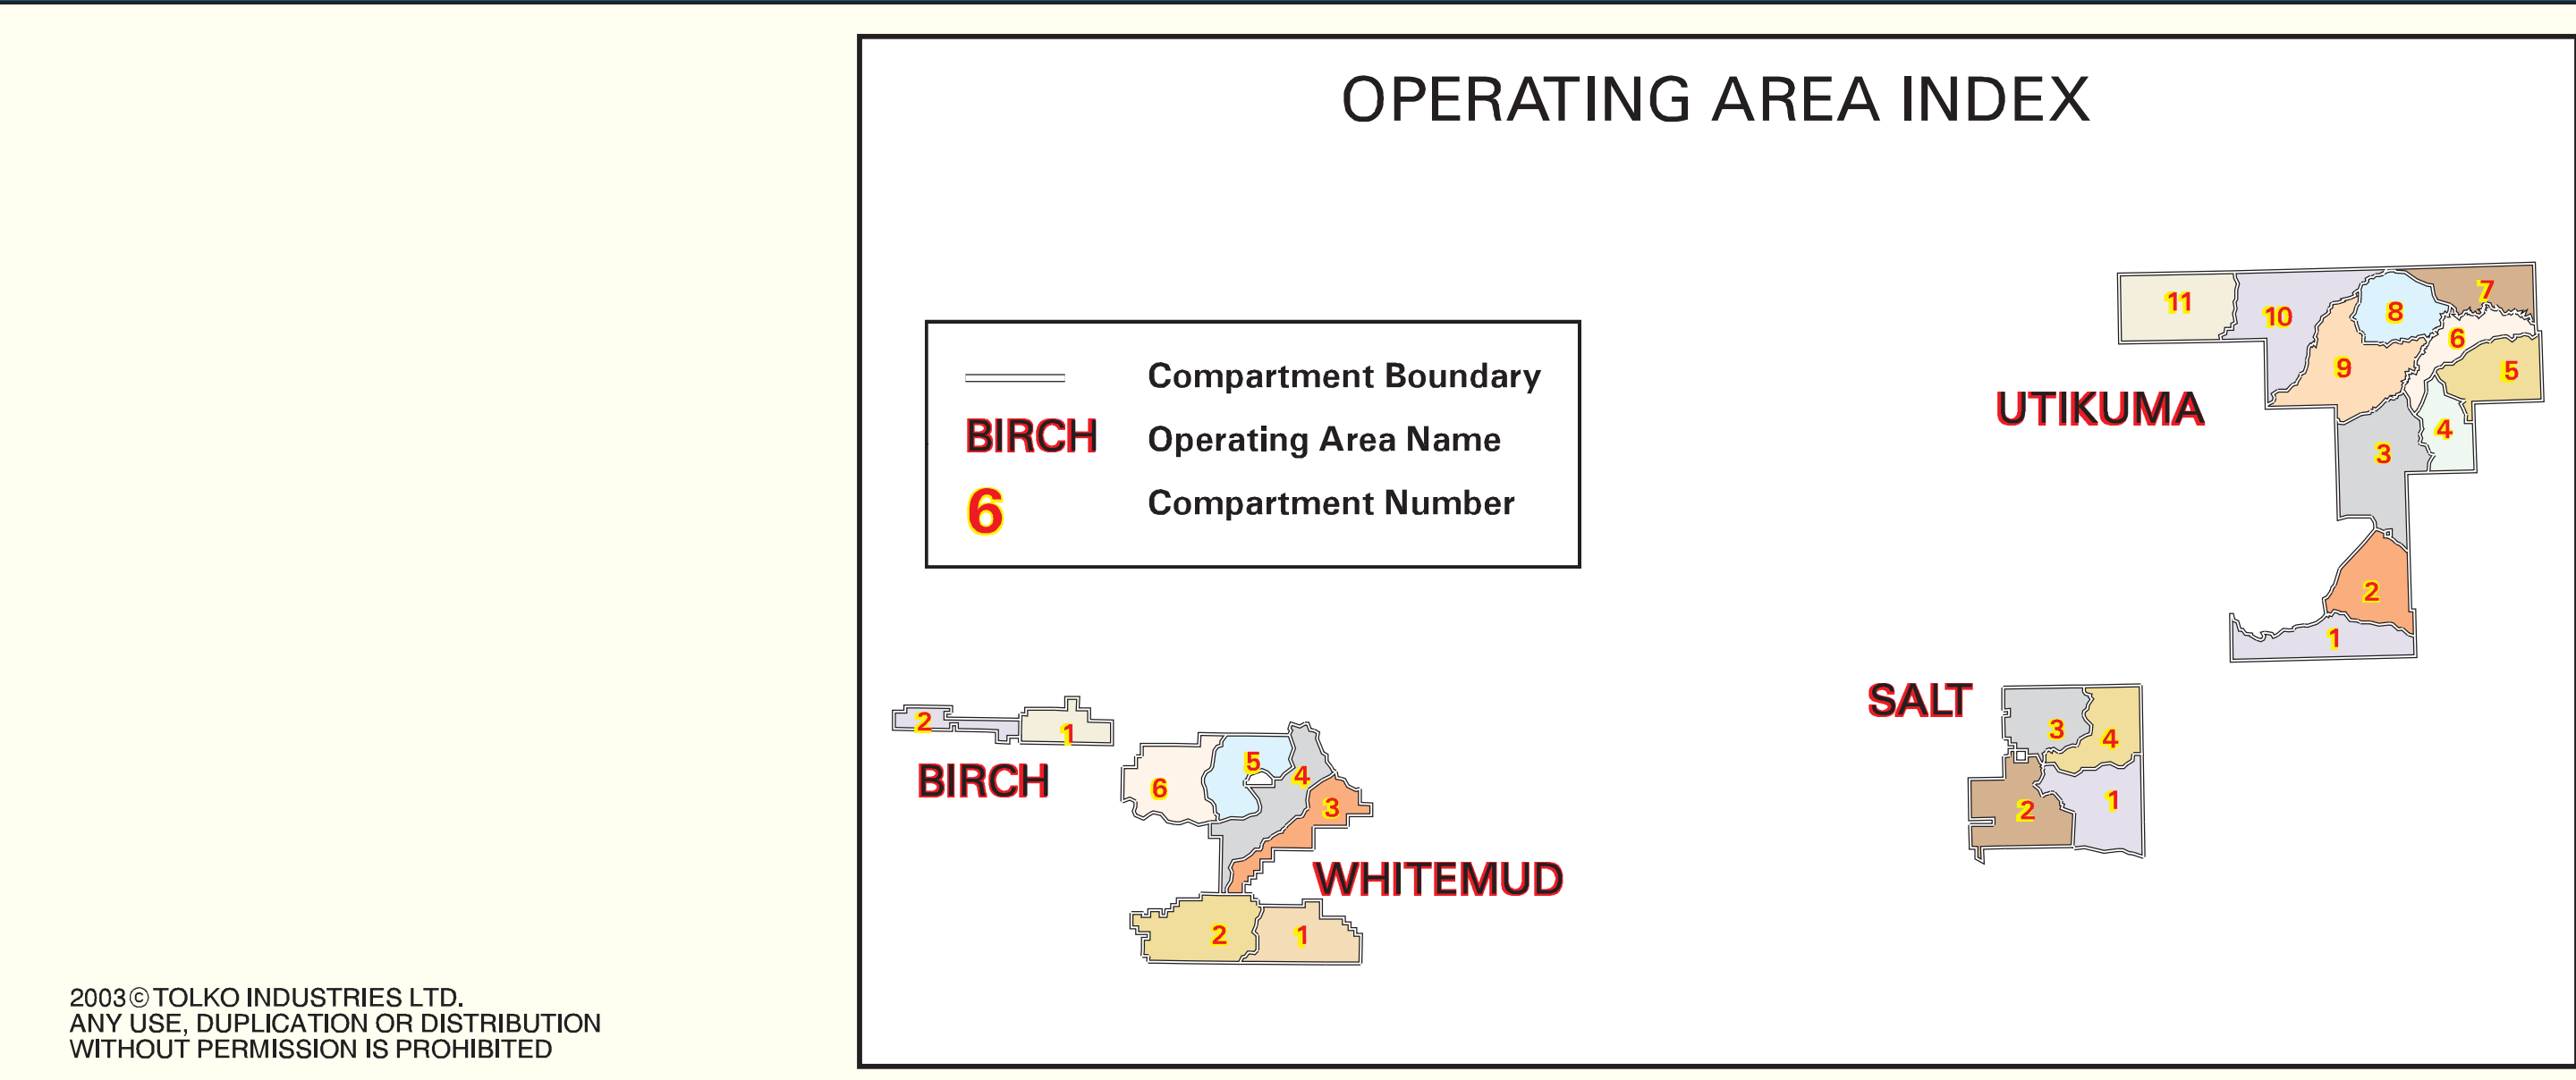 OPERATING AREA INDEX
Compartment Boundary
BIRCH Operating Area Name
6 Compartment Number
11
10
8
7
6
9
5
4
3
2
1
UTIKUMA
SALT
3
4
2
1
2
1
BIRCH
5
4
6
3
WHITEMUD
2
1
2003© TOLKO INDUSTRIES LTD.
ANY USE, DUPLICATION OR DISTRIBUTION
WITHOUT PERMISSION IS PROHIBITED